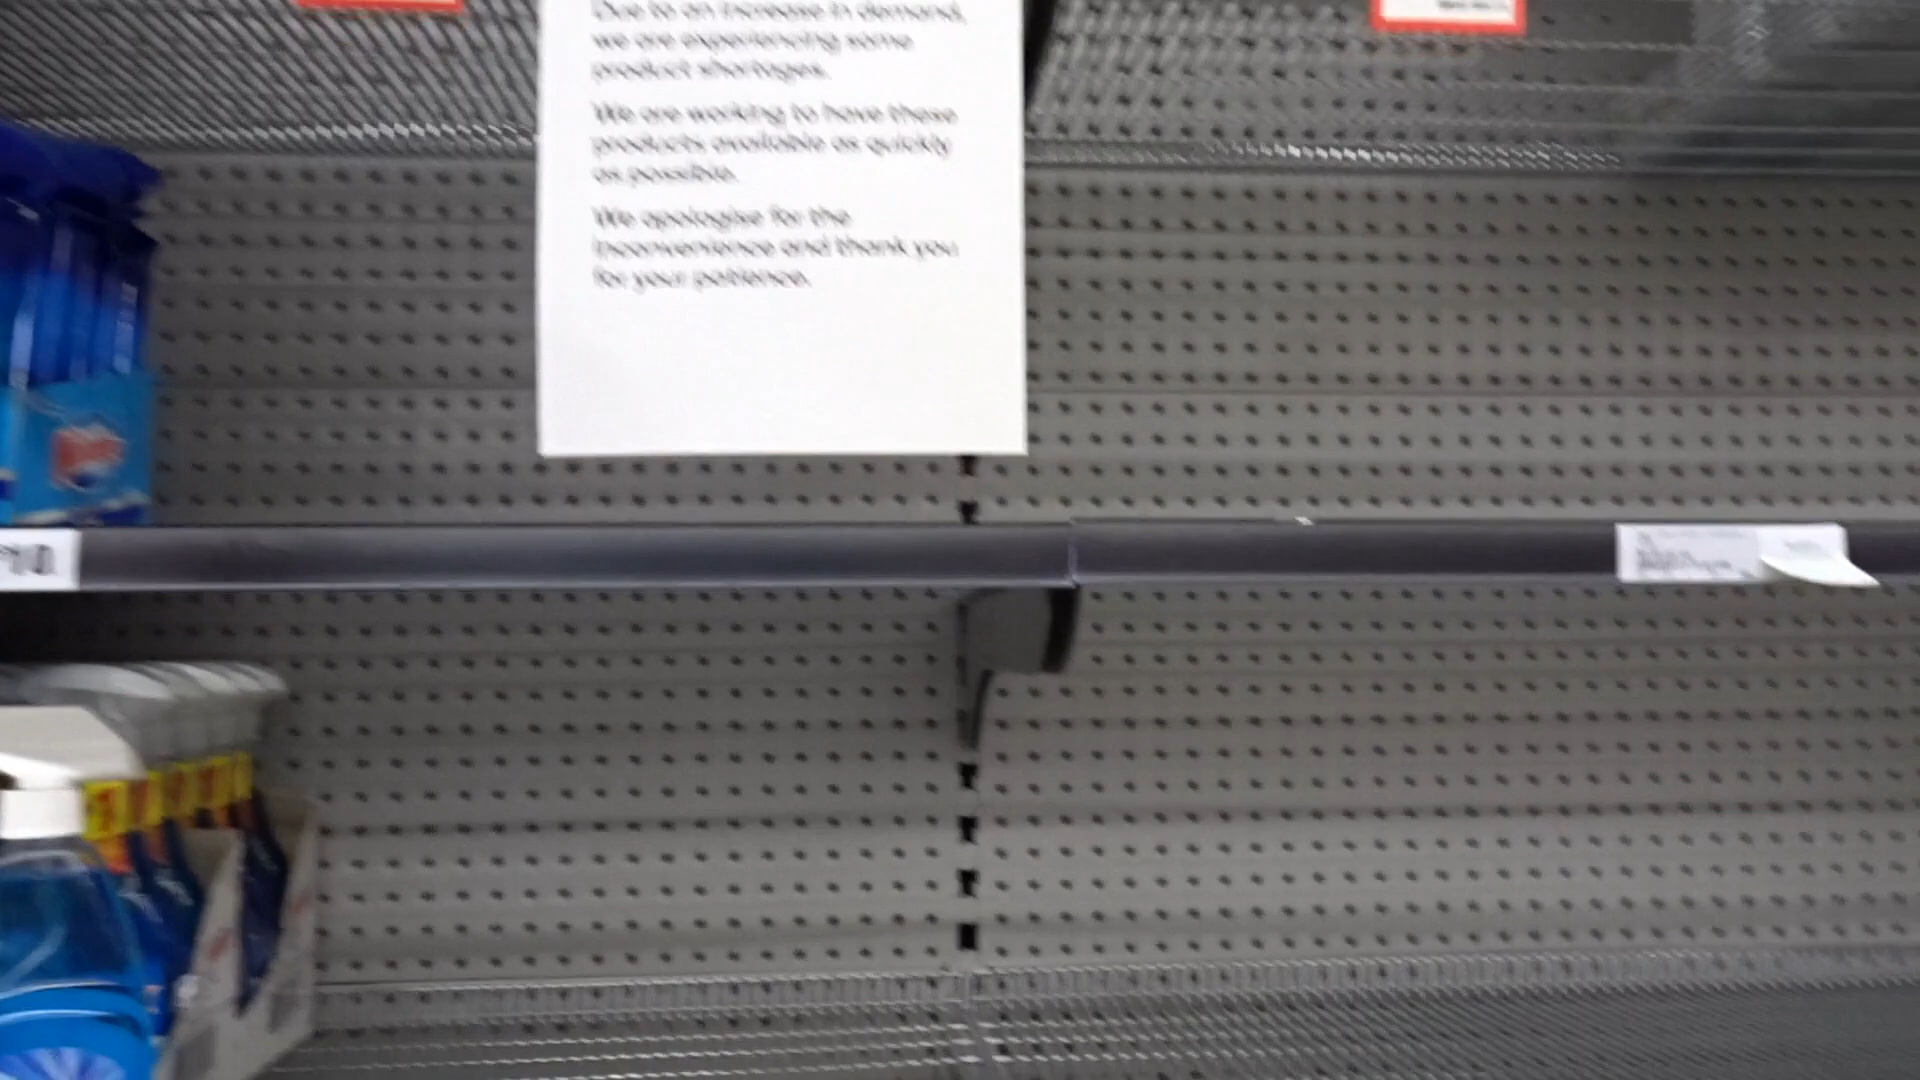 Due to an increase in demand,
we are experiencing some
product shortages.
We are working to have these
products available as quickly
as possible.
We apologise for the
inconvenience and thank you
for your patience.